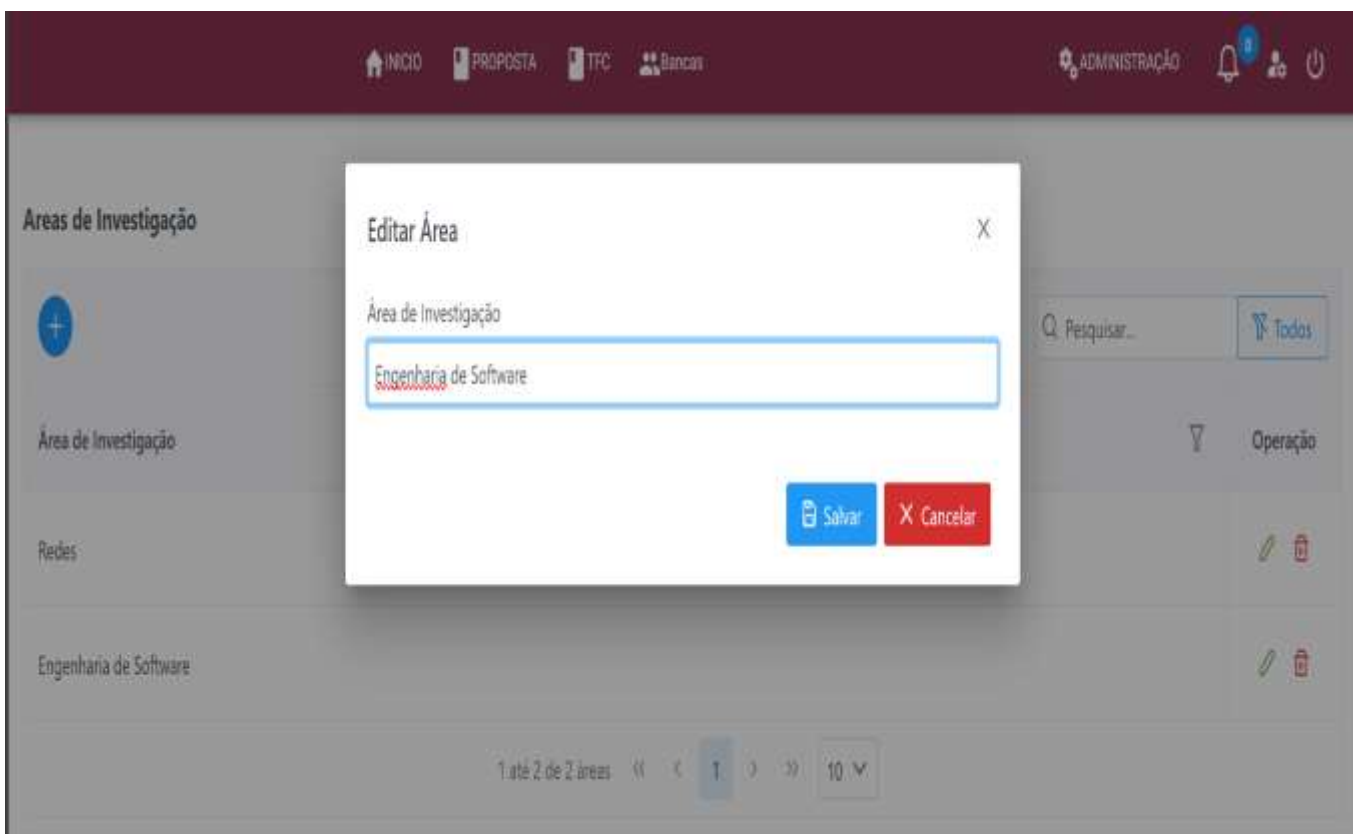 INICIO PROPOSTA TFC Bancas ADMINISTRAÇÃO 0
Areas de Investigação
Editar Área X
Área de Investigação
Engenharia de Software
Salvar X Cancelar
Pesquisar... Todos
Área de Investigação Operação
Redes
Engenharia de Software
1 até 2 de 2 áreas << < 1 > >> 10